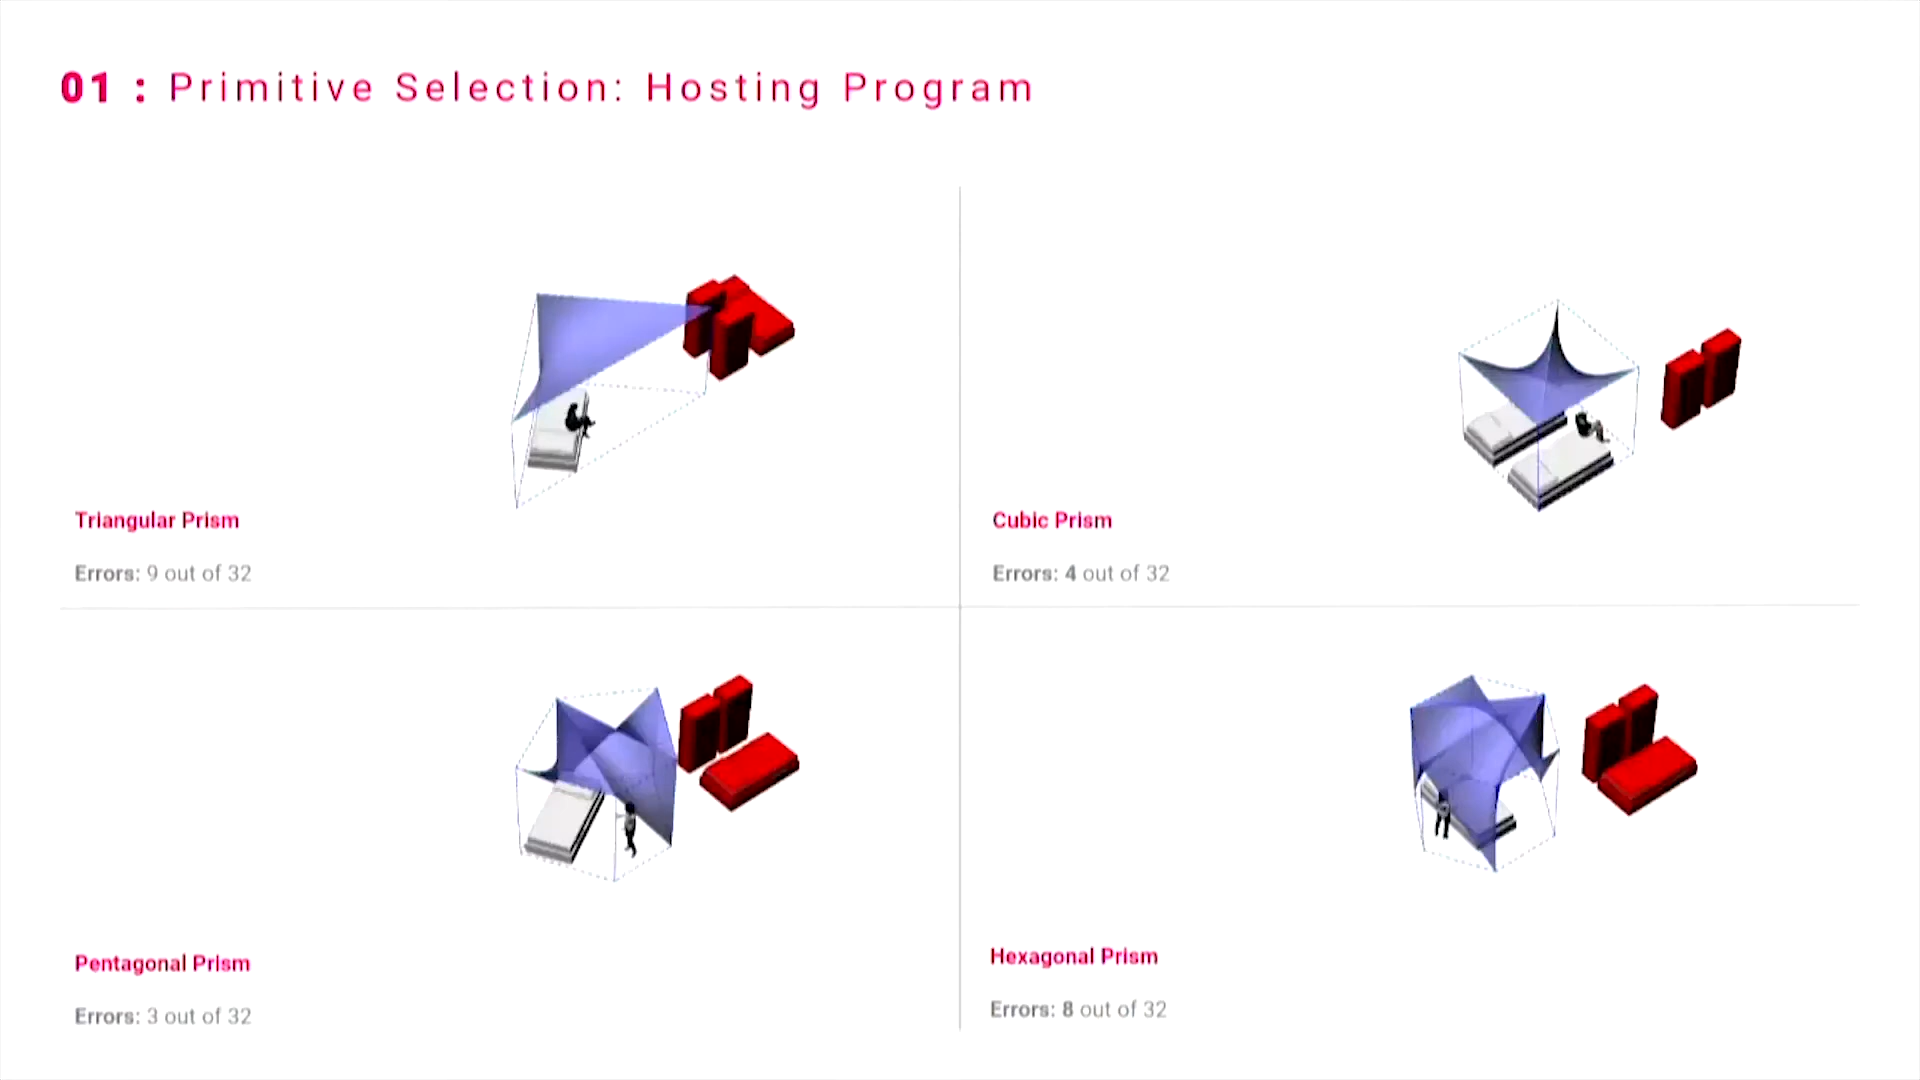 01 : Primitive Selection: Hosting Program
Triangular Prism
Errors: 9 out of 32
Cubic Prism
Errors: 4 out of 32
Pentagonal Prism
Errors: 3 out of 32
Hexagonal Prism
Errors: 8 out of 32